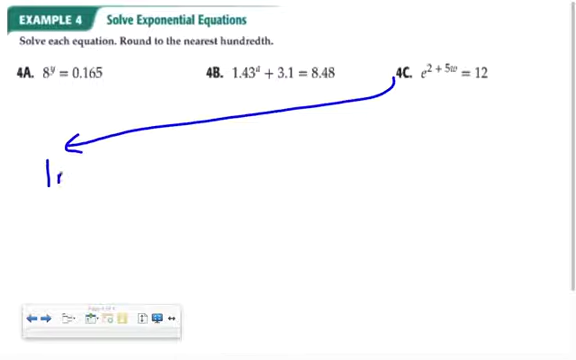 EXAMPLE 4 Solve Exponential Equations
Solve each equation. Round to the nearest hundredth.
4A. 8^y = 0.165 4B. 1.43^d + 3.1 = 8.48 4C. e^{2 + 5w} = 12